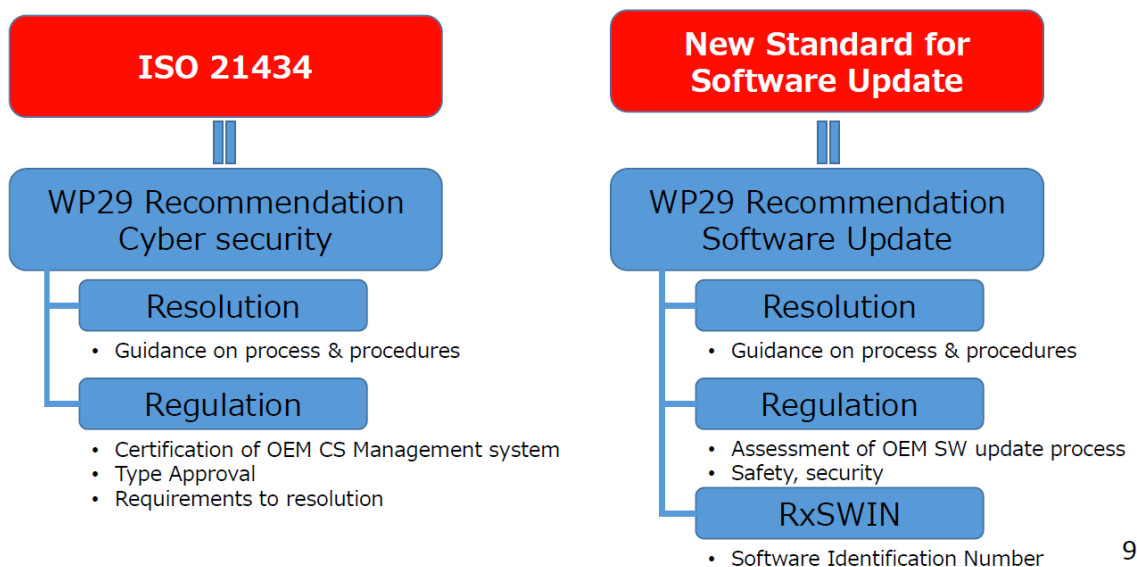 ISO 21434
WP29 Recommendation
Cyber security
Resolution
• Guidance on process & procedures
Regulation
• Certification of OEM CS Management system
• Type Approval
• Requirements to resolution
New Standard for
Software Update
WP29 Recommendation
Software Update
Resolution
• Guidance on process & procedures
Regulation
• Assessment of OEM SW update process
• Safety, security
RxSWIN
• Software Identification Number
9